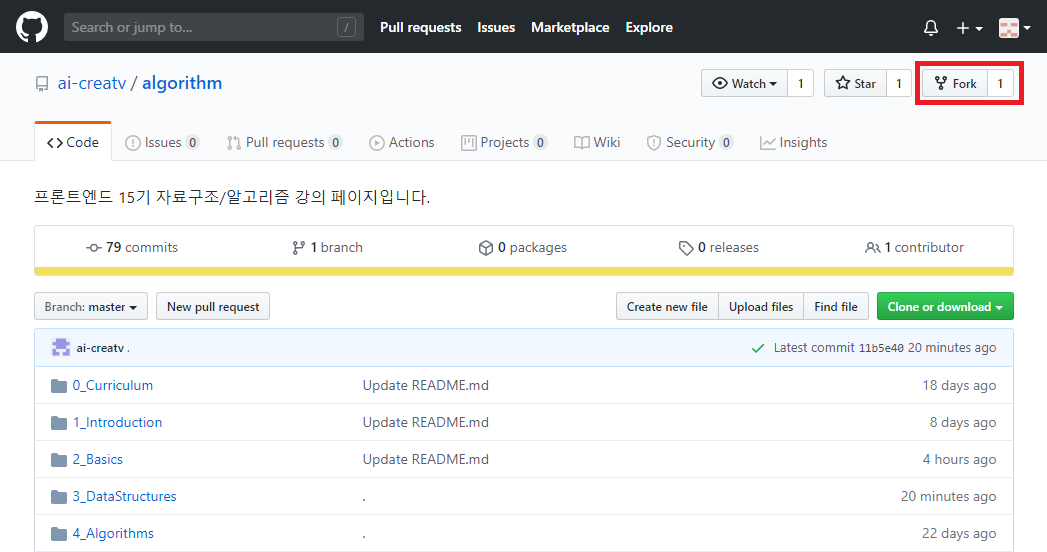 Search or jump to... / Pull requests Issues Marketplace Explore
ai-creatv / algorithm Watch 1 Star 1 Fork 1
Code Issues 0 Pull requests 0 Actions Projects 0 Wiki Security 0 Insights
프론트엔드 15기 자료구조/알고리즘 강의 페이지입니다.
79 commits 1 branch 0 packages 0 releases 1 contributor
Branch: master New pull request Create new file Upload files Find file Clone or download
ai-creatv . Latest commit 11b5e40 20 minutes ago
0_Curriculum Update README.md 18 days ago
1_Introduction Update README.md 8 days ago
2_Basics Update README.md 4 hours ago
3_DataStructures . 20 minutes ago
4_Algorithms . 22 days ago